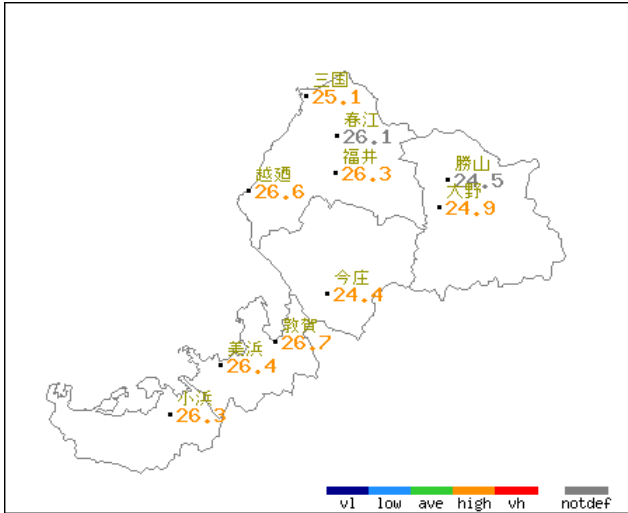 三国
25.1
春江
26.1
福井
26.3
勝山
24.5
越廼
26.6
大野
24.9
今庄
24.4
敦賀
26.7
美浜
26.4
小浜
26.3
vl low ave high vh notdef